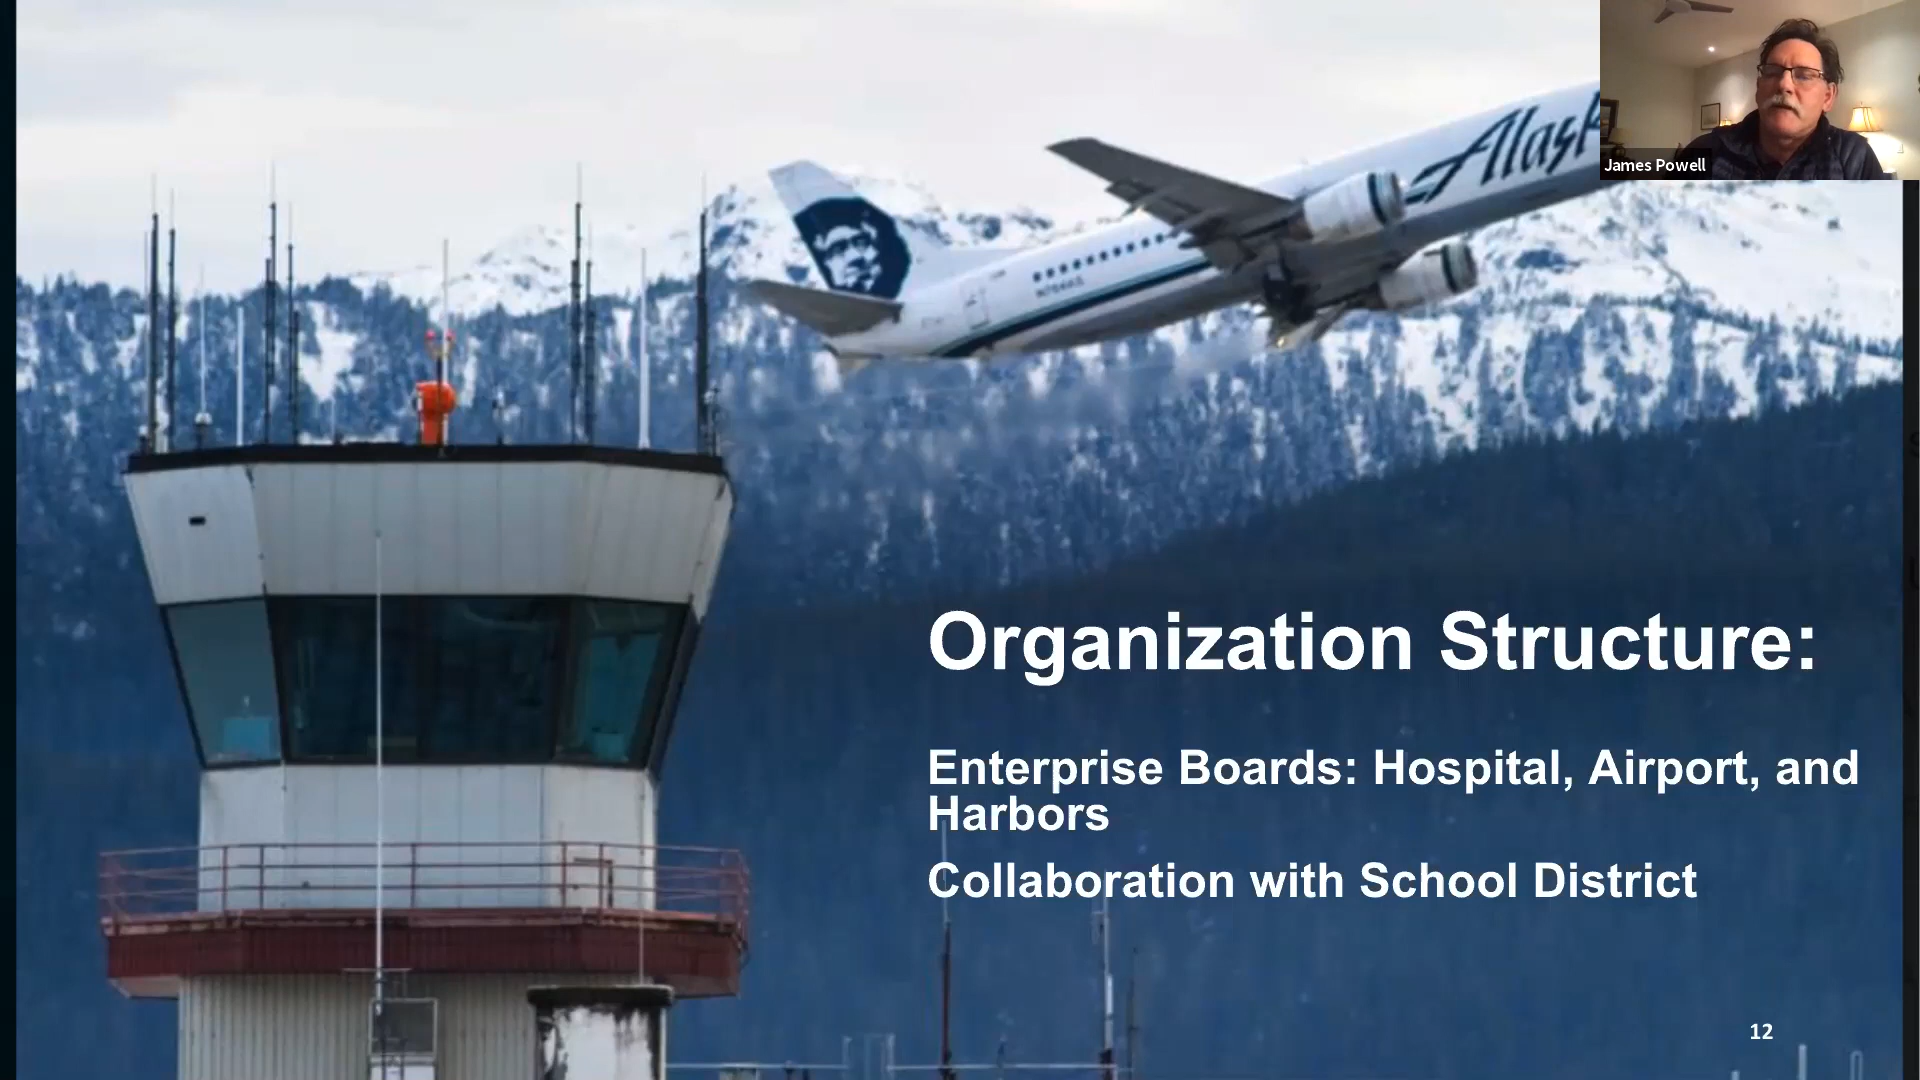 James Powell
Alask
Organization Structure:
Enterprise Boards: Hospital, Airport, and
Harbors
Collaboration with School District
12